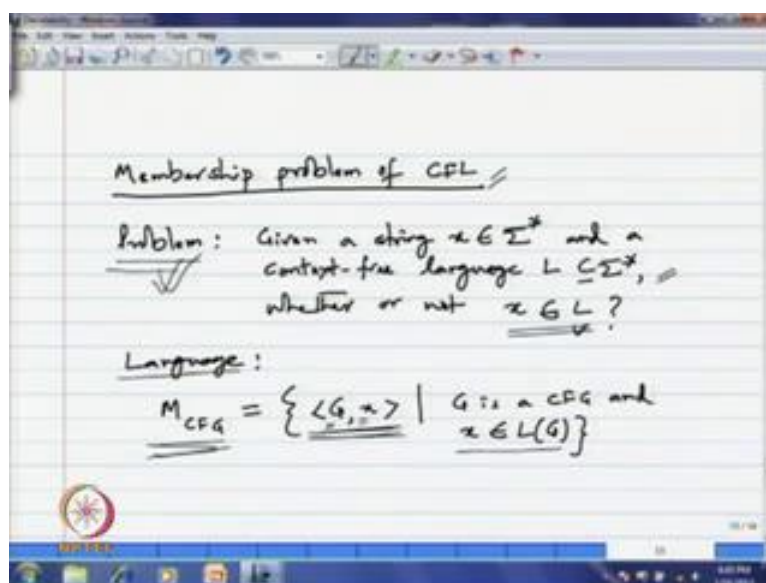 Membership problem of CFL
Problem : Given a string x ∈ Σ* and a
context-free language L ⊆ Σ*,
whether or not x ∈ L ?
Language :
M_CFG = { <G, x> | G is a CFG and
x ∈ L(G) }
NPTEL